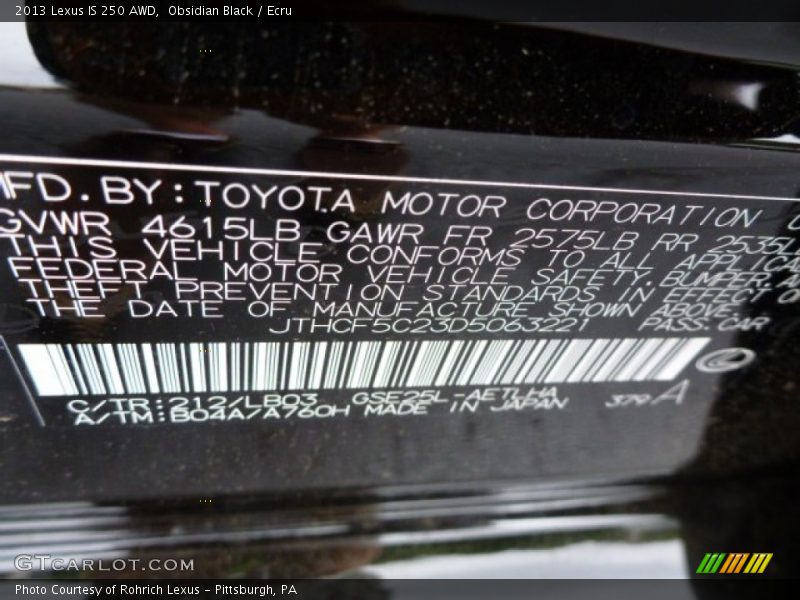 2013 Lexus IS 250 AWD, Obsidian Black / Ecru
MFD. BY: TOYOTA MOTOR CORPORATION
GVWR 4615LB GAWR FR 2575LB RR 2535LB
THIS VEHICLE CONFORMS TO ALL APPLICA
FEDERAL MOTOR VEHICLE SAFETY, BUMPER, A
THEFT PREVENTION STANDARDS IN EFFECT O
THE DATE OF MANUFACTURE SHOWN ABOVE.
JTHCF5C23D5063221 PASS. CAR
C/TR: 212/LB03 GSE25L-AETLHA
A/TM: B04A/A760H MADE IN JAPAN 379 A
GTCARLOT.COM
Photo Courtesy of Rohrich Lexus - Pittsburgh, PA